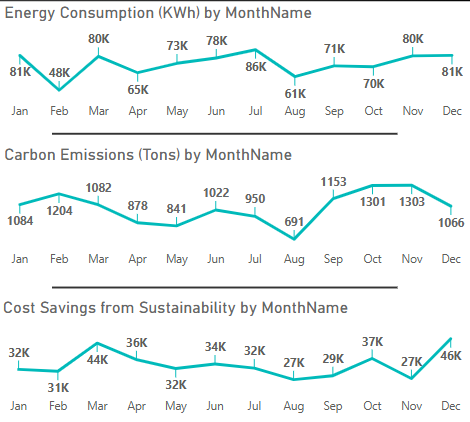 Energy Consumption (KWh) by MonthName
80K 73K 78K 71K 80K
81K 48K 65K 86K 61K 70K 81K
Jan Feb Mar Apr May Jun Jul Aug Sep Oct Nov Dec
Carbon Emissions (Tons) by MonthName
1082 878 841 1022 950 691 1153
1084 1204 1301 1303 1066
Jan Feb Mar Apr May Jun Jul Aug Sep Oct Nov Dec
Cost Savings from Sustainability by MonthName
32K 36K 34K 32K 27K 29K 37K 27K
31K 44K 32K 46K
Jan Feb Mar Apr May Jun Jul Aug Sep Oct Nov Dec